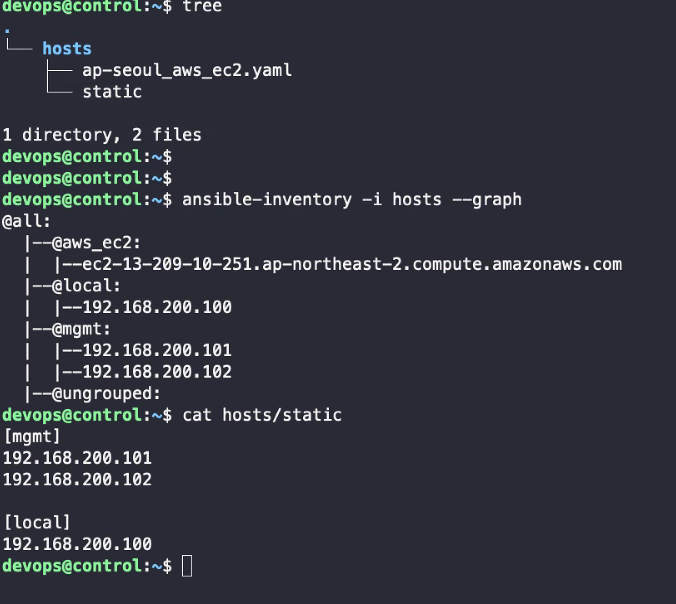 devops@control:~$ tree
.
└── hosts
    ├── ap-seoul_aws_ec2.yaml
    └── static

1 directory, 2 files
devops@control:~$
devops@control:~$
devops@control:~$ ansible-inventory -i hosts --graph
@all:
  |--@aws_ec2:
  |  |--ec2-13-209-10-251.ap-northeast-2.compute.amazonaws.com
  |--@local:
  |  |--192.168.200.100
  |--@mgmt:
  |  |--192.168.200.101
  |  |--192.168.200.102
  |--@ungrouped:
devops@control:~$ cat hosts/static
[mgmt]
192.168.200.101
192.168.200.102

[local]
192.168.200.100
devops@control:~$